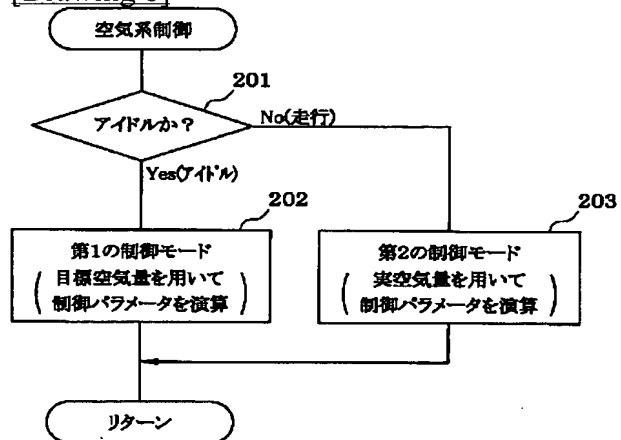 空気系制御
201
アイドルか?
No(走行)
Yes(アイドル)
202
第1の制御モード
(目標空気量を用いて
制御パラメータを演算)
203
第2の制御モード
(実空気量を用いて
制御パラメータを演算)
リターン